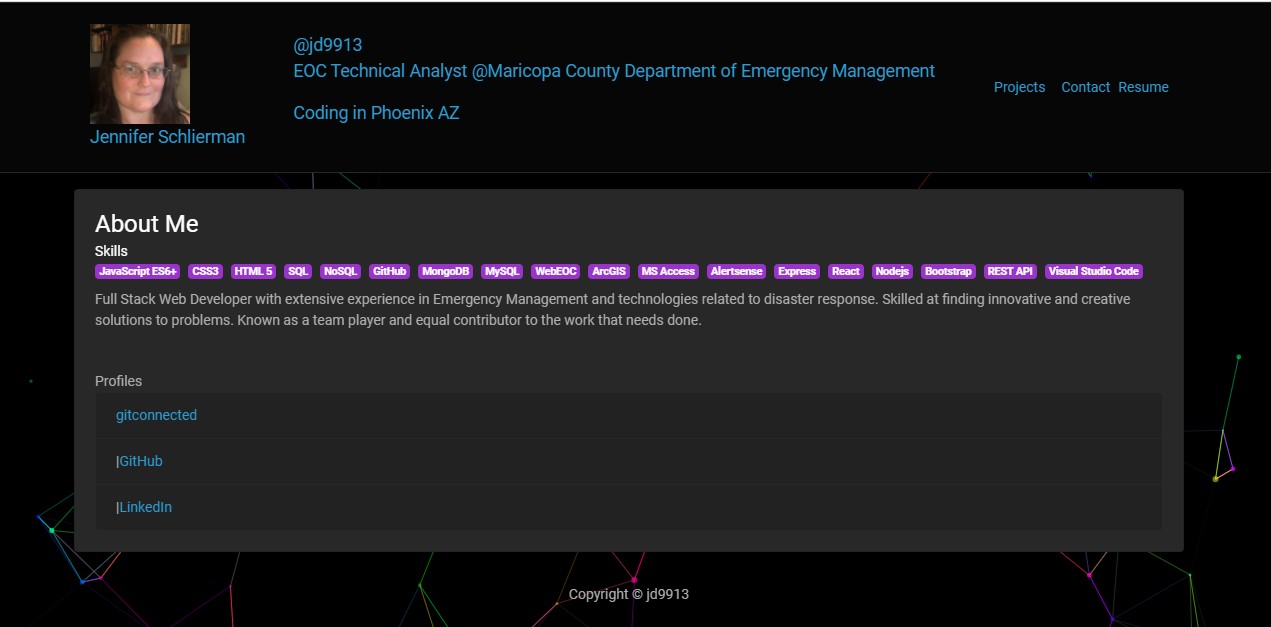 @jd9913
EOC Technical Analyst @Maricopa County Department of Emergency Management
Coding in Phoenix AZ
Jennifer Schlierman
Projects Contact Resume
About Me
Skills
JavaScript ES6+ CSS3 HTML 5 SQL NoSQL GitHub MongoDB MySQL WebEOC ArcGIS MS Access Alertsense Express React Nodejs Bootstrap REST API Visual Studio Code
Full Stack Web Developer with extensive experience in Emergency Management and technologies related to disaster response. Skilled at finding innovative and creative
solutions to problems. Known as a team player and equal contributor to the work that needs done.
Profiles
gitconnected
|GitHub
|LinkedIn
Copyright © jd9913